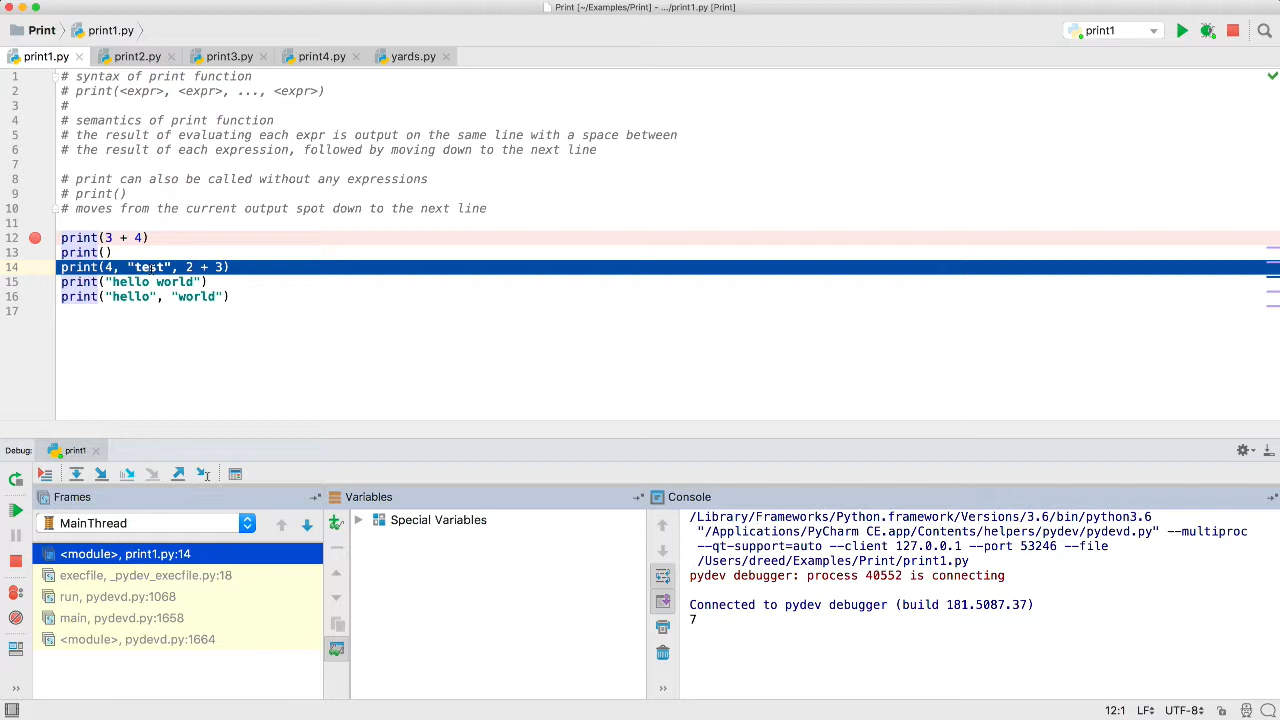 Print [~/Examples/Print] - .../print1.py [Print]
Print print1.py print1
print1.py print2.py print3.py print4.py yards.py
1 # syntax of print function
2 # print(<expr>, <expr>, ..., <expr>)
3 #
4 # semantics of print function
5 # the result of evaluating each expr is output on the same line with a space between
6 # the result of each expression, followed by moving down to the next line
7
8 # print can also be called without any expressions
9 # print()
10 # moves from the current output spot down to the next line
11
12 print(3 + 4)
13 print()
14 print(4, "test", 2 + 3)
15 print("hello world")
16 print("hello", "world")
17
Debug: print1
Frames
MainThread
<module>, print1.py:14
execfile, _pydev_execfile.py:18
run, pydevd.py:1068
main, pydevd.py:1658
<module>, pydevd.py:1664
Variables
Special Variables
Console
/Library/Frameworks/Python.framework/Versions/3.6/bin/python3.6
"/Applications/PyCharm CE.app/Contents/helpers/pydev/pydevd.py" --multiproc
--qt-support=auto --client 127.0.0.1 --port 53246 --file
/Users/dreed/Examples/Print/print1.py
pydev debugger: process 40552 is connecting
Connected to pydev debugger (build 181.5087.37)
7
12:1 LF UTF-8